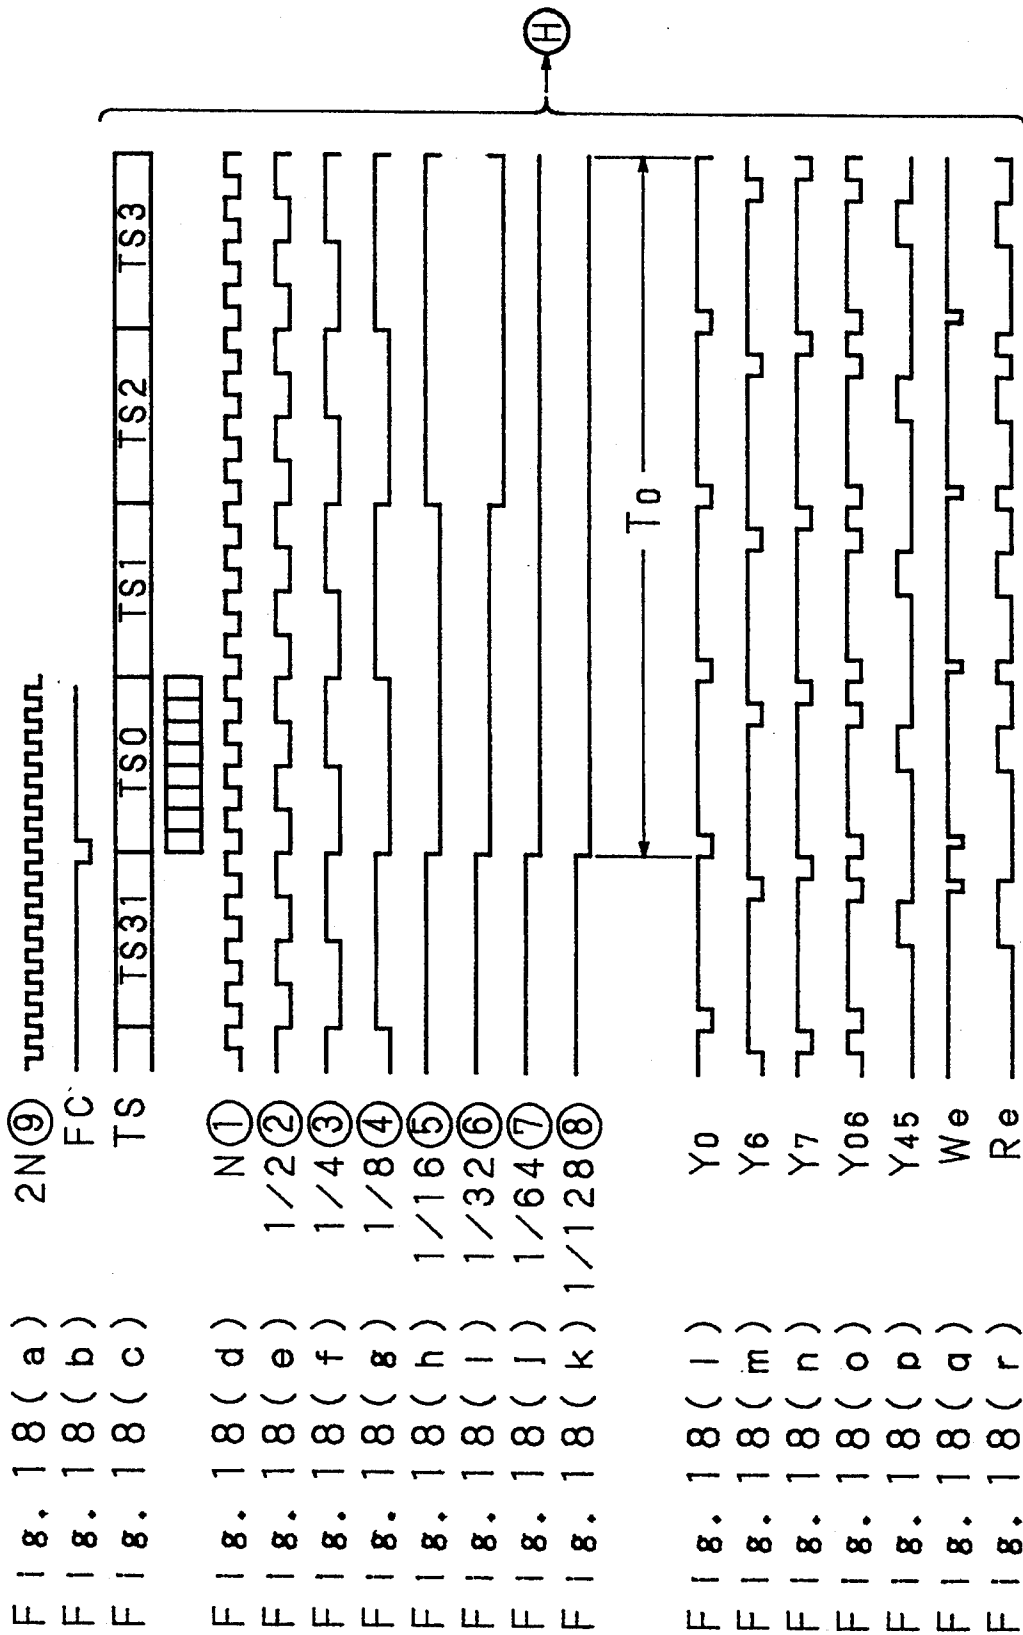 Fig. 18(a) 2N⑨
Fig. 18(b) FC
Fig. 18(c) TS TS31 TS0 TS1 TS2 TS3
Fig. 18(d) N①
Fig. 18(e) 1/2②
Fig. 18(f) 1/4③
Fig. 18(g) 1/8④
Fig. 18(h) 1/16⑤
Fig. 18(i) 1/32⑥
Fig. 18(j) 1/64⑦
Fig. 18(k) 1/128⑧
T0
Fig. 18(l) Y0
Fig. 18(m) Y6
Fig. 18(n) Y7
Fig. 18(o) Y06
Fig. 18(p) Y45
Fig. 18(q) We
Fig. 18(r) Re
Ⓗ